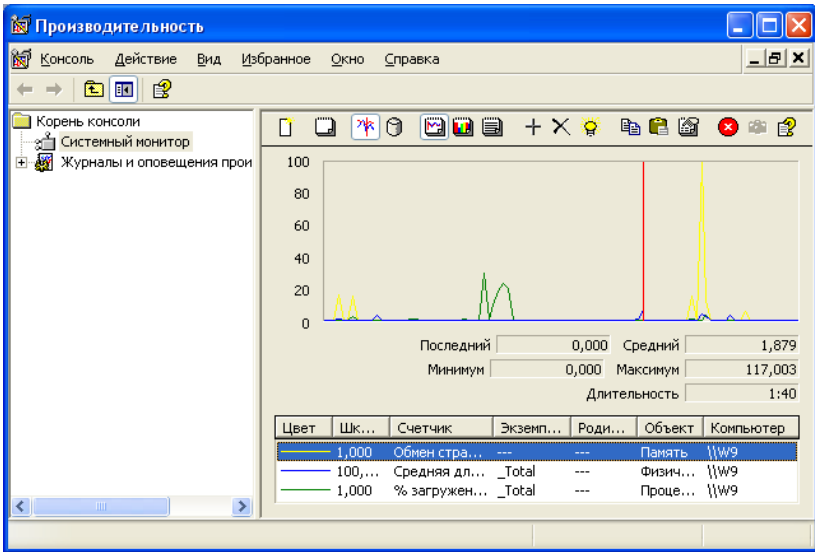 Производительность
Консоль Действие Вид Избранное Окно Справка
Корень консоли
Системный монитор
Журналы и оповещения прои
100
80
60
40
20
0
Последний 0,000 Средний 1,879
Минимум 0,000 Максимум 117,003
Длительность 1:40
Цвет Шк... Счетчик Экземп... Роди... Объект Компьютер
1,000 Обмен стра... --- --- Память \\W9
100,... Средняя дл... _Total --- Физич... \\W9
1,000 % загружен... _Total --- Проце... \\W9